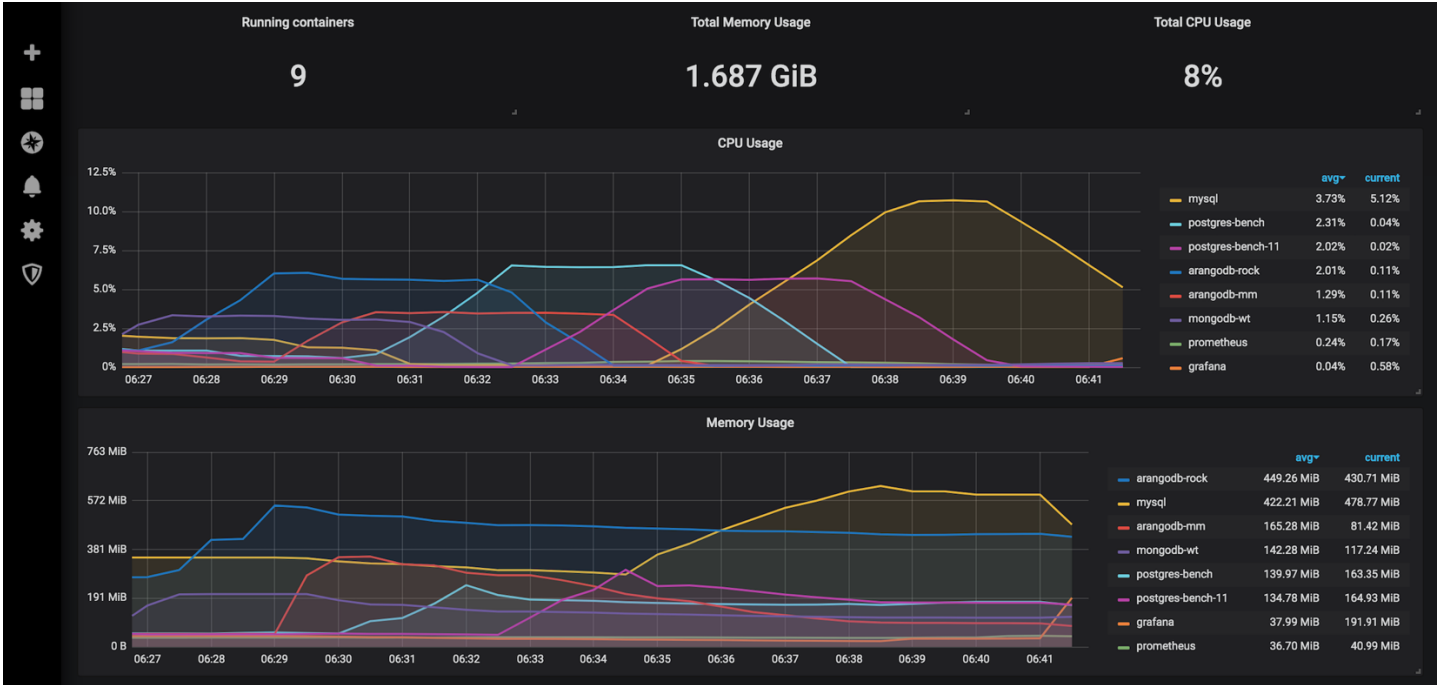 Running containers Total Memory Usage Total CPU Usage
9 1.687 GiB 8%
CPU Usage
12.5%
10.0%
7.5%
5.0%
2.5%
0%
06:27 06:28 06:29 06:30 06:31 06:32 06:33 06:34 06:35 06:36 06:37 06:38 06:39 06:40 06:41
avg current
mysql 3.73% 5.12%
postgres-bench 2.31% 0.04%
postgres-bench-11 2.02% 0.02%
arangodb-rock 2.01% 0.11%
arangodb-mm 1.29% 0.11%
mongodb-wt 1.15% 0.26%
prometheus 0.24% 0.17%
grafana 0.04% 0.58%
Memory Usage
763 MiB
572 MiB
381 MiB
191 MiB
0 B
06:27 06:28 06:29 06:30 06:31 06:32 06:33 06:34 06:35 06:36 06:37 06:38 06:39 06:40 06:41
avg current
arangodb-rock 449.26 MiB 430.71 MiB
mysql 422.21 MiB 478.77 MiB
arangodb-mm 165.28 MiB 81.42 MiB
mongodb-wt 142.28 MiB 117.24 MiB
postgres-bench 139.97 MiB 163.35 MiB
postgres-bench-11 134.78 MiB 164.93 MiB
grafana 37.99 MiB 191.91 MiB
prometheus 36.70 MiB 40.99 MiB